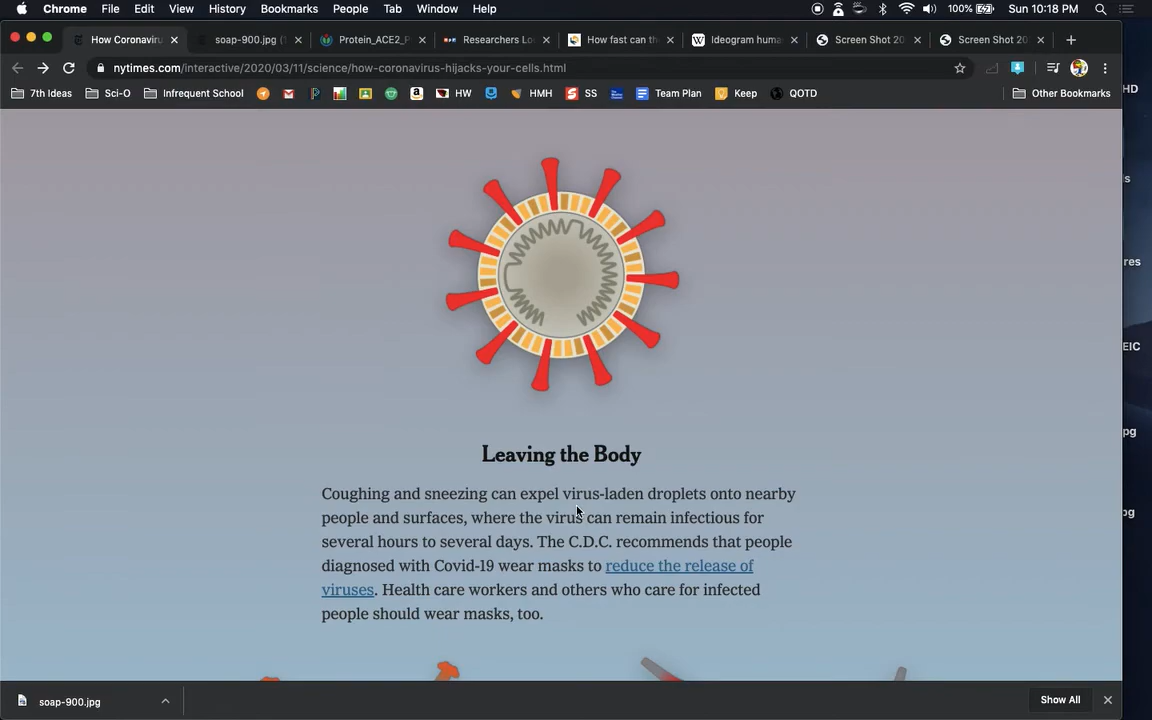 Chrome File Edit View History Bookmarks People Tab Window Help 100% Sun 10:18 PM
How Coronaviru soap-900.jpg (1 Protein_ACE2_P Researchers Lo How fast can th Ideogram huma Screen Shot 20 Screen Shot 20
nytimes.com/interactive/2020/03/11/science/how-coronavirus-hijacks-your-cells.html
7th Ideas Sci-O Infrequent School HW HMH SS Team Plan Keep QOTD Other Bookmarks
HD
res
EIC
Leaving the Body
Coughing and sneezing can expel virus-laden droplets onto nearby
people and surfaces, where the virus can remain infectious for
several hours to several days. The C.D.C. recommends that people
diagnosed with Covid-19 wear masks to reduce the release of
viruses. Health care workers and others who care for infected
people should wear masks, too.
soap-900.jpg Show All